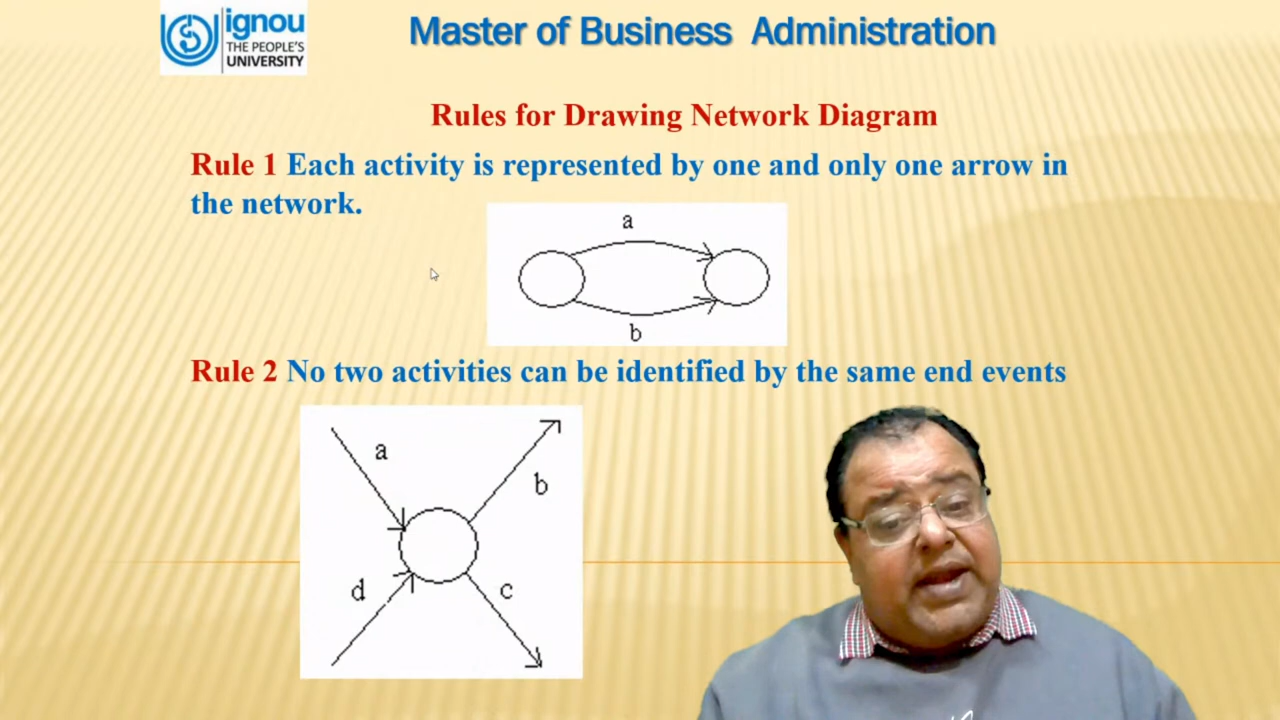 ignou
THE PEOPLE'S
UNIVERSITY
Master of Business Administration
Rules for Drawing Network Diagram
Rule 1 Each activity is represented by one and only one arrow in
the network.
a
b
Rule 2 No two activities can be identified by the same end events
a
b
d
c